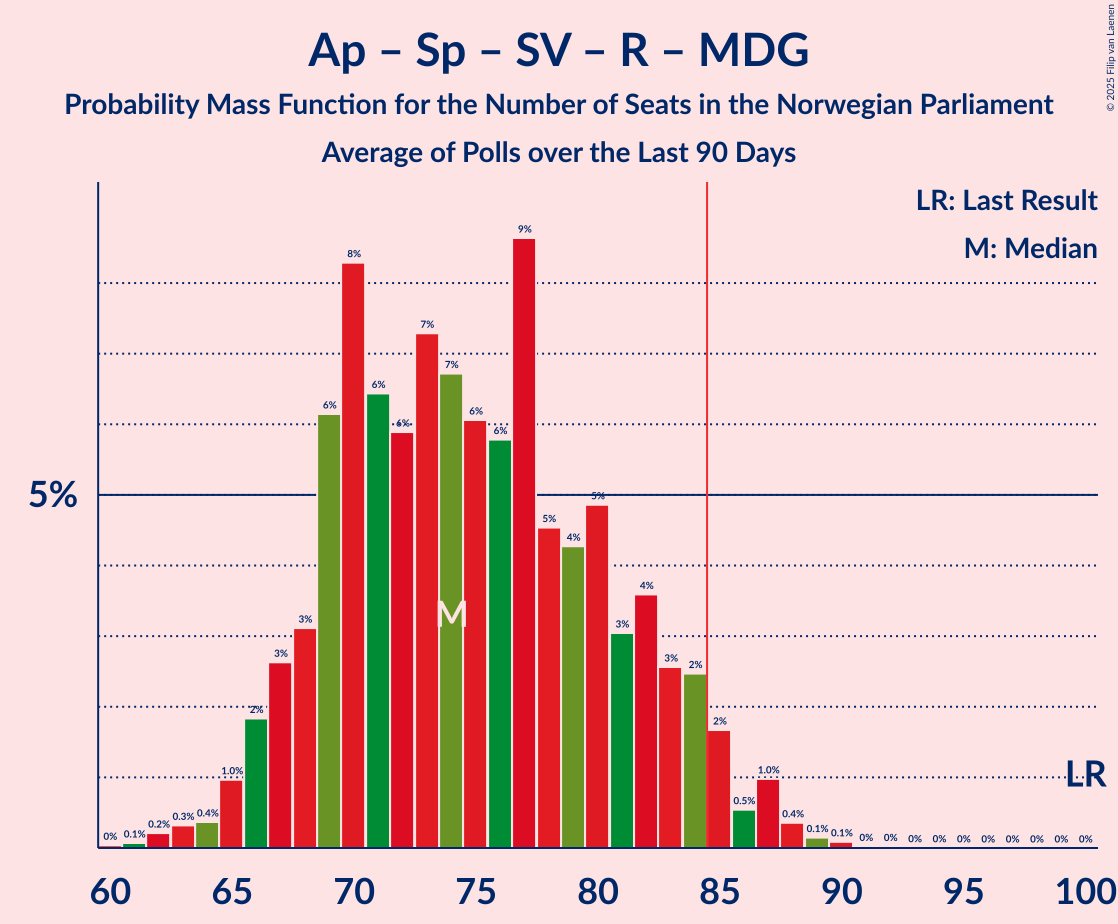 Ap – Sp – SV – R – MDG
Probability Mass Function for the Number of Seats in the Norwegian Parliament
Average of Polls over the Last 90 Days
© 2025 Filip van Laenen
LR: Last Result
M: Median
5%
0% 0.1% 0.2% 0.3% 0.4% 1.0% 2% 3% 3% 6% 8% 6% 6% 7% 7% 6% 6% 9% 5% 4% 5% 3% 4% 3% 2% 2% 0.5% 1.0% 0.4% 0.1% 0.1% 0% 0% 0% 0% 0% 0% 0% 0% 0% 0%
M
LR
60 65 70 75 80 85 90 95 100